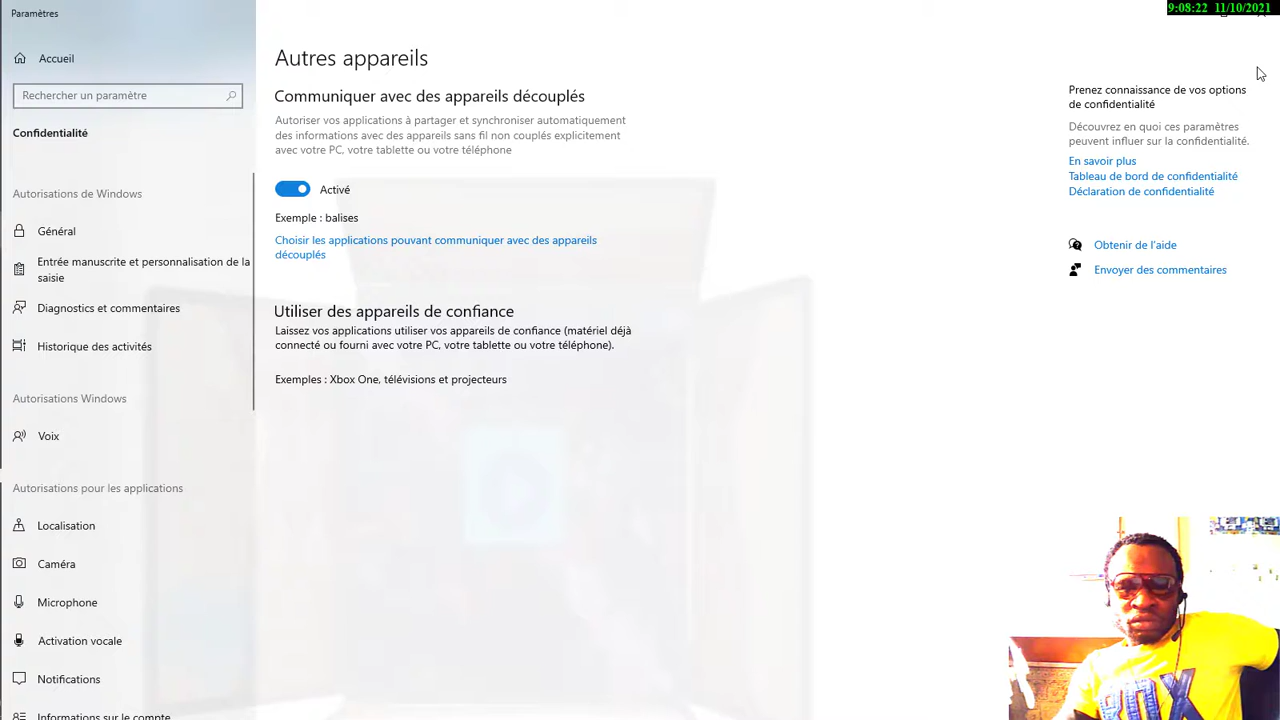 Paramètres
9:08:22 11/10/2021
Accueil
Rechercher un paramètre
Confidentialité
Autorisations de Windows
Général
Entrée manuscrite et personnalisation de la
saisie
Diagnostics et commentaires
Historique des activités
Autorisations Windows
Voix
Autorisations pour les applications
Localisation
Caméra
Microphone
Activation vocale
Notifications
Informations sur le compte
Autres appareils
Communiquer avec des appareils découplés
Autoriser vos applications à partager et synchroniser automatiquement
des informations avec des appareils sans fil non couplés explicitement
avec votre PC, votre tablette ou votre téléphone
Activé
Exemple : balises
Choisir les applications pouvant communiquer avec des appareils
découplés
Utiliser des appareils de confiance
Laissez vos applications utiliser vos appareils de confiance (matériel déjà
connecté ou fourni avec votre PC, votre tablette ou votre téléphone).
Exemples : Xbox One, télévisions et projecteurs
Prenez connaissance de vos options
de confidentialité
Découvrez en quoi ces paramètres
peuvent influer sur la confidentialité.
En savoir plus
Tableau de bord de confidentialité
Déclaration de confidentialité
Obtenir de l'aide
Envoyer des commentaires